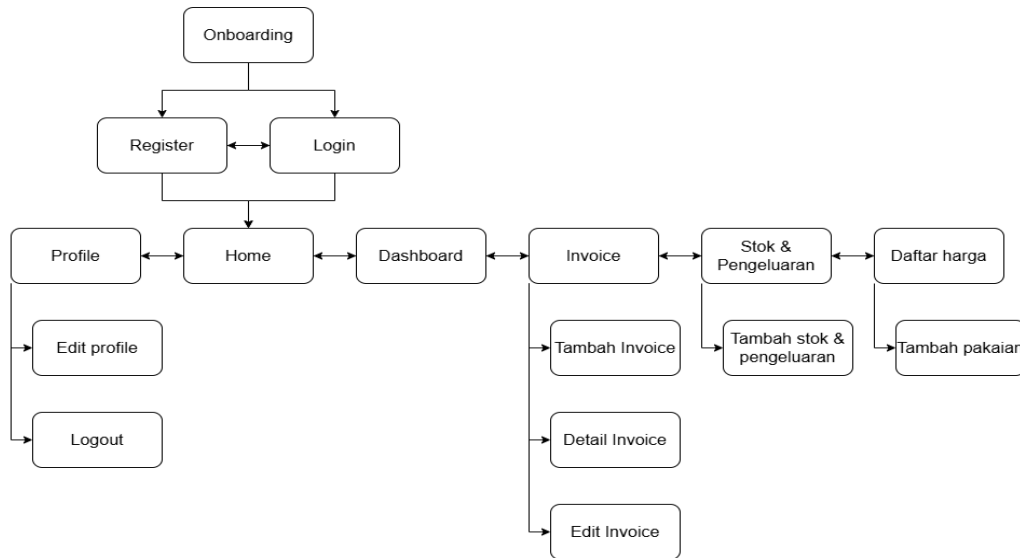 Onboarding
Register
Login
Profile
Home
Dashboard
Invoice
Stok &
Pengeluaran
Daftar harga
Edit profile
Tambah Invoice
Tambah stok &
pengeluaran
Tambah pakaian
Logout
Detail Invoice
Edit Invoice